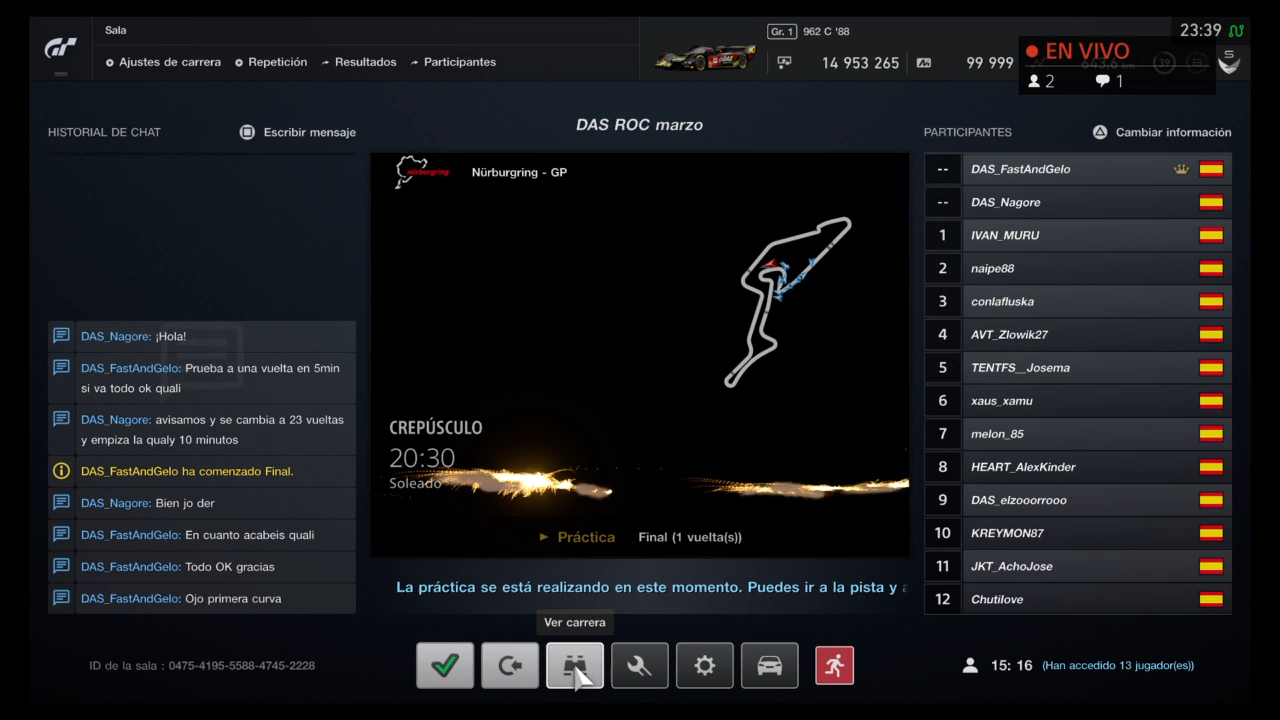 Sala
Gr. 1 962 C '88
23:39
Ajustes de carrera Repetición Resultados Participantes
14 953 265
99 999
EN VIVO
2 1
HISTORIAL DE CHAT
Escribir mensaje
DAS ROC marzo
PARTICIPANTES
Cambiar información
Nürburgring
Nürburgring - GP
DAS_Nagore: ¡Hola!
DAS_FastAndGelo: Prueba a una vuelta en 5min
si va todo ok quali
DAS_Nagore: avisamos y se cambia a 23 vueltas
y empiza la qualy 10 minutos
DAS_FastAndGelo ha comenzado Final.
DAS_Nagore: Bien jo der
DAS_FastAndGelo: En cuanto acabeis quali
DAS_FastAndGelo: Todo OK gracias
DAS_FastAndGelo: Ojo primera curva
CREPÚSCULO
20:30
Soleado
Práctica Final (1 vuelta(s))
La práctica se está realizando en este momento. Puedes ir a la pista y a
-- DAS_FastAndGelo
-- DAS_Nagore
1 IVAN_MURU
2 naipe88
3 conlafluska
4 AVT_Zlowik27
5 TENTFS__Josema
6 xaus_xamu
7 melon_85
8 HEART_AlexKinder
9 DAS_elzooorrooo
10 KREYMON87
11 JKT_AchoJose
12 Chutilove
Ver carrera
ID de la sala : 0475-4195-5588-4745-2228
15: 16 (Han accedido 13 jugador(es))